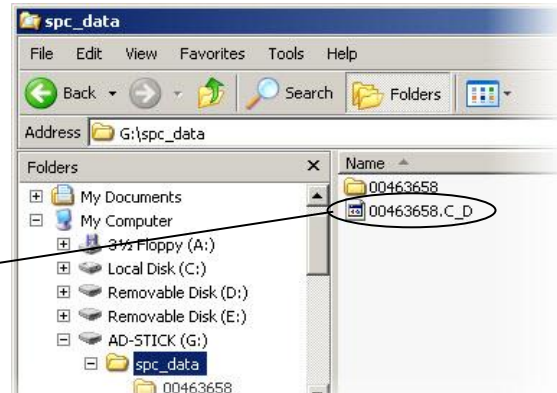 spc_data
File Edit View Favorites Tools Help
Back Search Folders
Address G:\spc_data
Folders x
My Documents
My Computer
3½ Floppy (A:)
Local Disk (C:)
Removable Disk (D:)
Removable Disk (E:)
AD-STICK (G:)
spc_data
00463658
Name
00463658
00463658.C_D